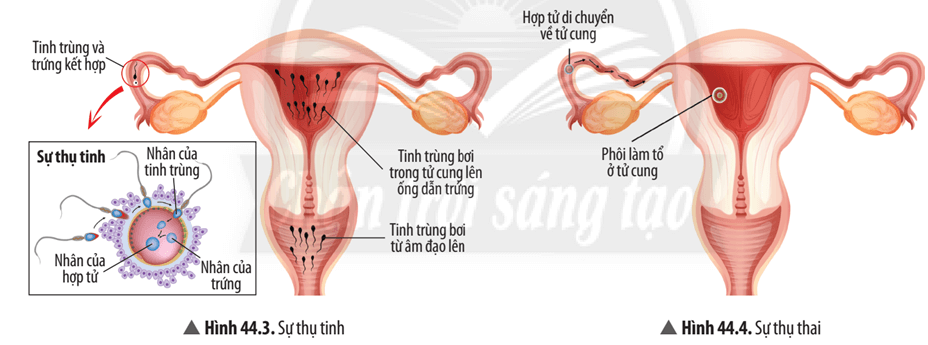 Tinh trùng và
trứng kết hợp
Sự thụ tinh
Nhân của
tinh trùng
Nhân của
hợp tử
Nhân của
trứng
Tinh trùng bơi
trong tử cung lên
ống dẫn trứng
Tinh trùng bơi
từ âm đạo lên
▲ Hình 44.3. Sự thụ tinh
Hợp tử di chuyển
về tử cung
Phôi làm tổ
ở tử cung
▲ Hình 44.4. Sự thụ thai
Chân trời sáng tạo